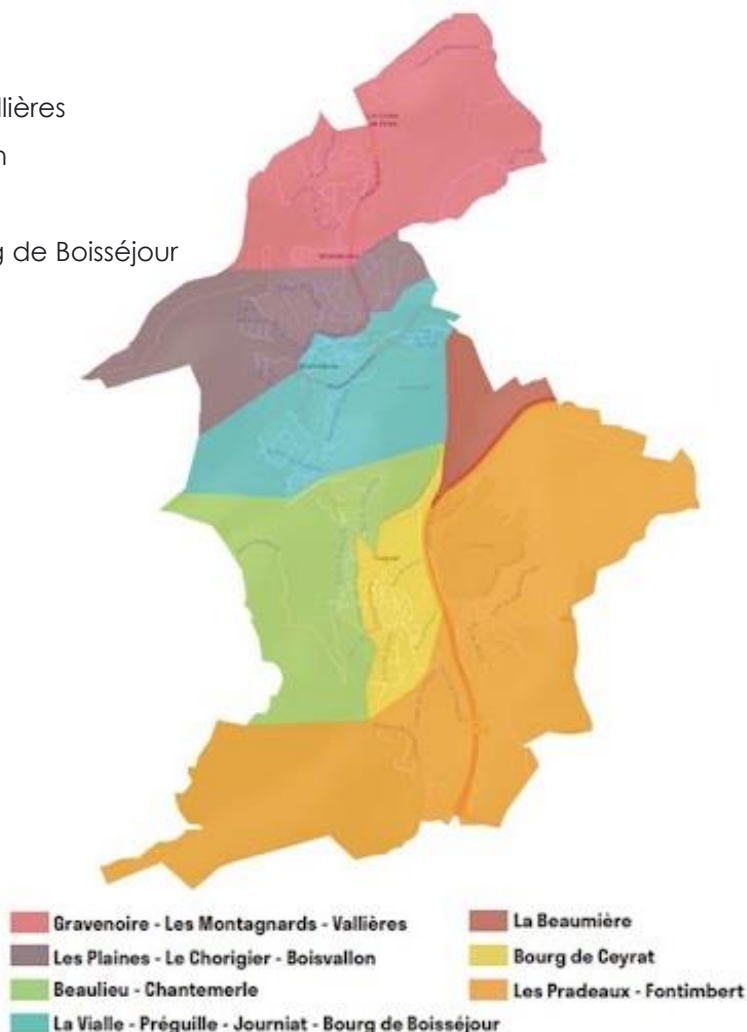 llières
n
g de Boisséjour
Gravenoire - Les Montagnards - Vallières
Les Plaines - Le Chorigier - Boisvallon
Beaulieu - Chantemerle
La Vialle - Préguille - Journiat - Bourg de Boisséjour
La Beaumière
Bourg de Ceyrat
Les Pradeaux - Fontimbert